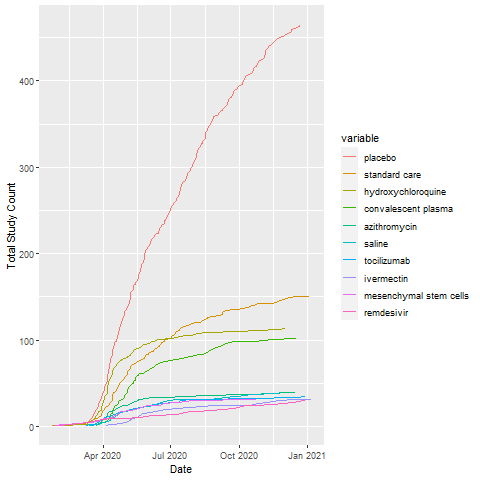 Total Study Count
400
300
200
100
0
Apr 2020
Jul 2020
Oct 2020
Jan 2021
Date
variable
placebo
standard care
hydroxychloroquine
convalescent plasma
azithromycin
saline
tocilizumab
ivermectin
mesenchymal stem cells
remdesivir